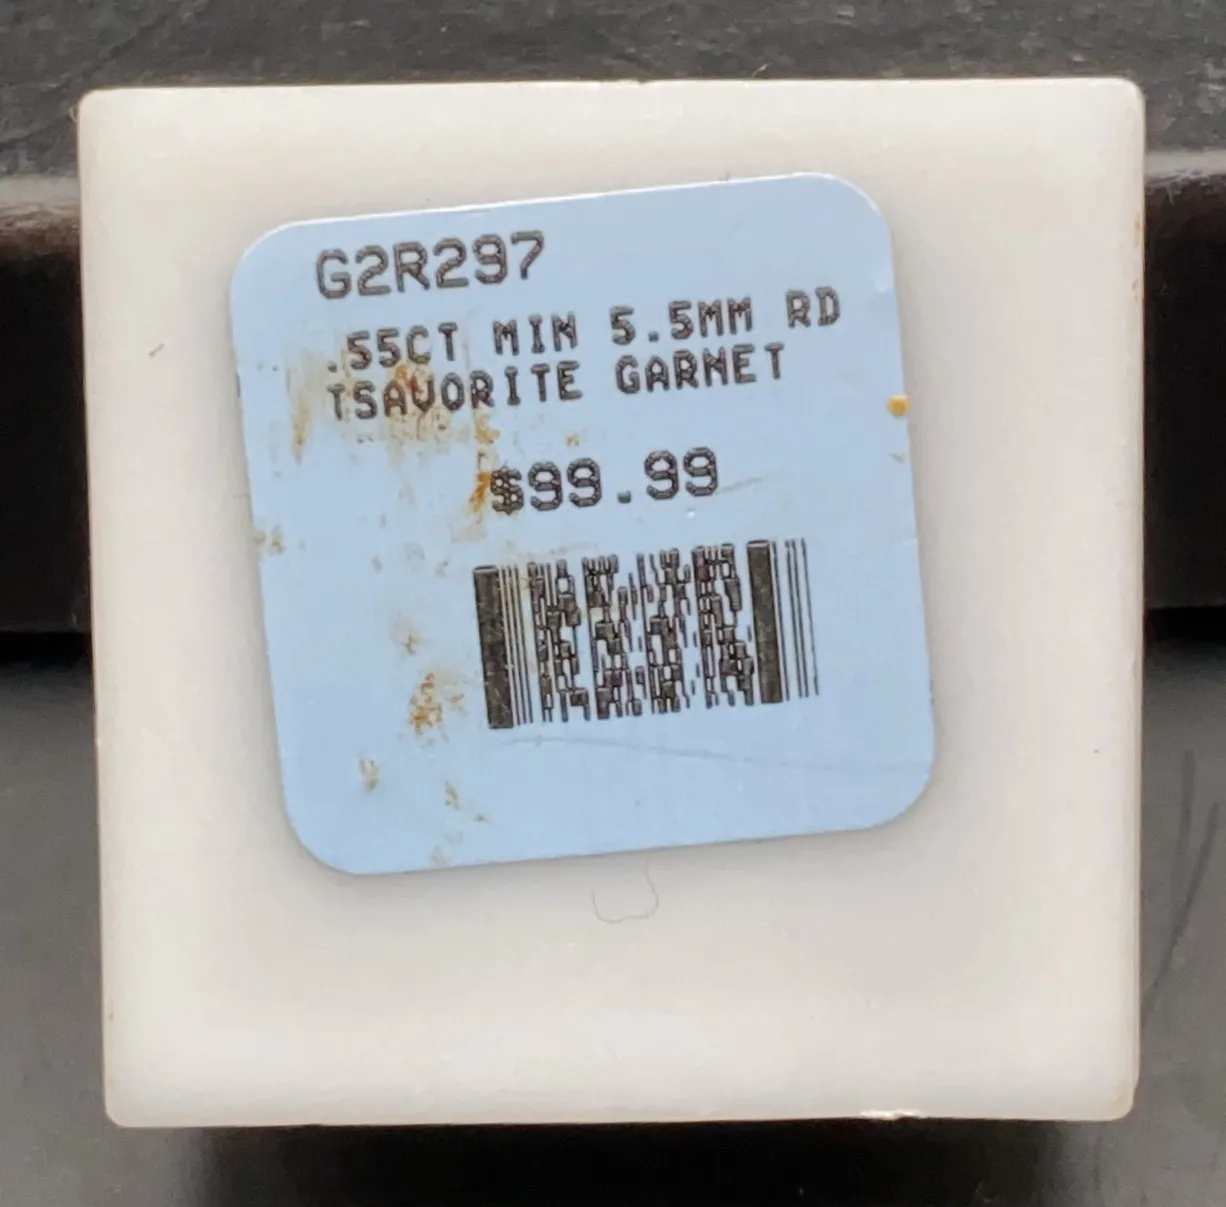 G2R297
.55CT MIN 5.5MM RD
TSAVORITE GARNET
$99.99